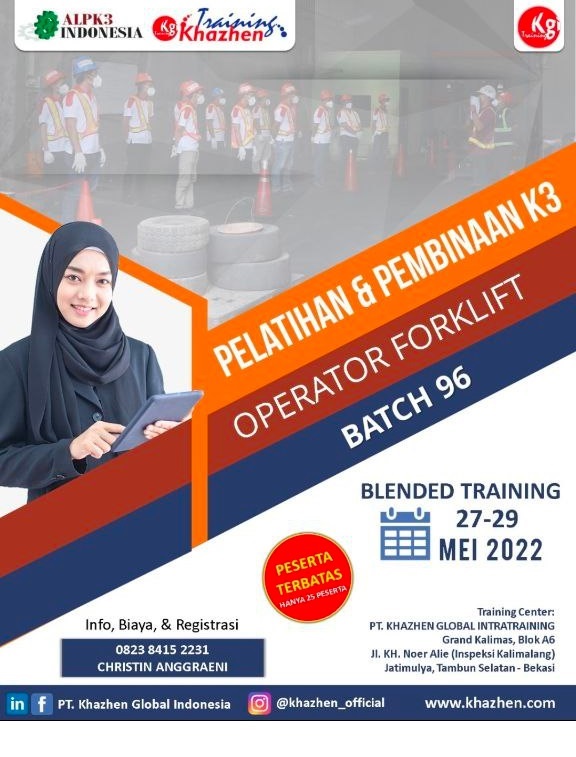 ALPK3
INDONESIA
Kg
Training
Training
Khazhen
Kg
Training
PELATIHAN & PEMBINAAN K3
OPERATOR FORKLIFT
BATCH 96
BLENDED TRAINING
27-29
MEI 2022
PESERTA
TERBATAS
HANYA 25 PESERTA
Info, Biaya, & Registrasi
0823 8415 2231
CHRISTIN ANGGRAENI
Training Center:
PT. KHAZHEN GLOBAL INTRATRAINING
Grand Kalimas, Blok A6
Jl. KH. Noer Alie (Inspeksi Kalimalang)
Jatimulya, Tambun Selatan - Bekasi
in f PT. Khazhen Global Indonesia
@khazhen_official
www.khazhen.com